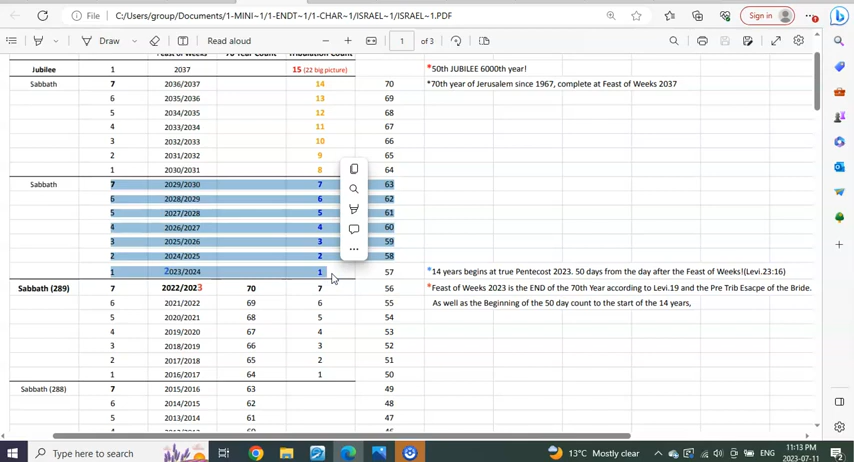 File C:/Users/group/Documents/1-MINI~1/1-ENDT~1/1-CHAR~1/ISRAEL~1/ISRAEL~1.PDF Sign in
Draw Read aloud 1 of 3
Feast of Weeks 70 Year Count Tribulation Count
Jubilee 1 2037 15 (22 big picture) *50th JUBILEE 6000th year!
Sabbath 7 2036/2037 14 70 *70th year of Jerusalem since 1967, complete at Feast of Weeks 2037
6 2035/2036 13 69
5 2034/2035 12 68
4 2033/2034 11 67
3 2032/2033 10 66
2 2031/2032 9 65
1 2030/2031 8 64
Sabbath 7 2029/2030 7 63
6 2028/2029 6 62
5 2027/2028 5 61
4 2026/2027 4 60
3 2025/2026 3 59
2 2024/2025 2 58
1 2023/2024 1 57 *14 years begins at true Pentecost 2023. 50 days from the day after the Feast of Weeks!(Levi.23:16)
Sabbath (289) 7 2022/2023 70 7 56 *Feast of Weeks 2023 is the END of the 70th Year according to Levi.19 and the Pre Trib Esacpe of the Bride.
6 2021/2022 69 6 55 As well as the Beginning of the 50 day count to the start of the 14 years,
5 2020/2021 68 5 54
4 2019/2020 67 4 53
3 2018/2019 66 3 52
2 2017/2018 65 2 51
1 2016/2017 64 1 50
Sabbath (288) 7 2015/2016 63 49
6 2014/2015 62 48
5 2013/2014 61 47
Type here to search 13°C Mostly clear ENG 11:13 PM
2023-07-11